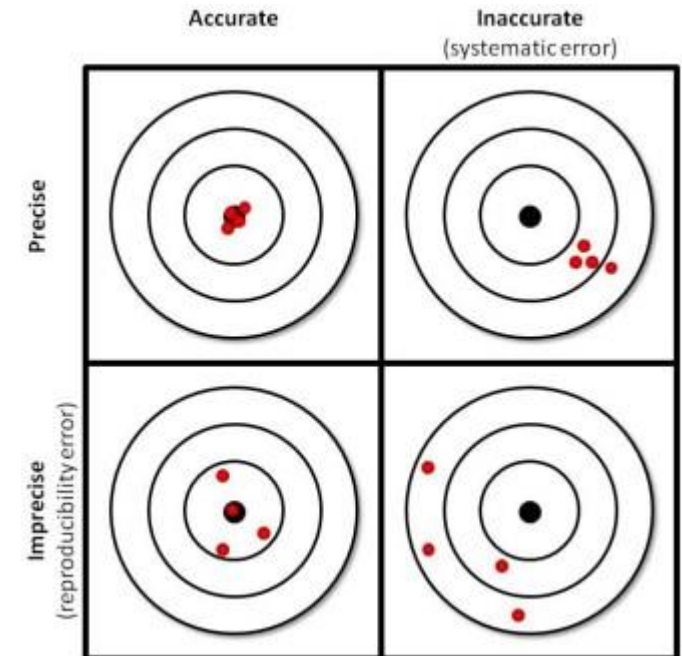 Accurate
Inaccurate
(systematic error)
Precise
Imprecise
(reproducibility error)